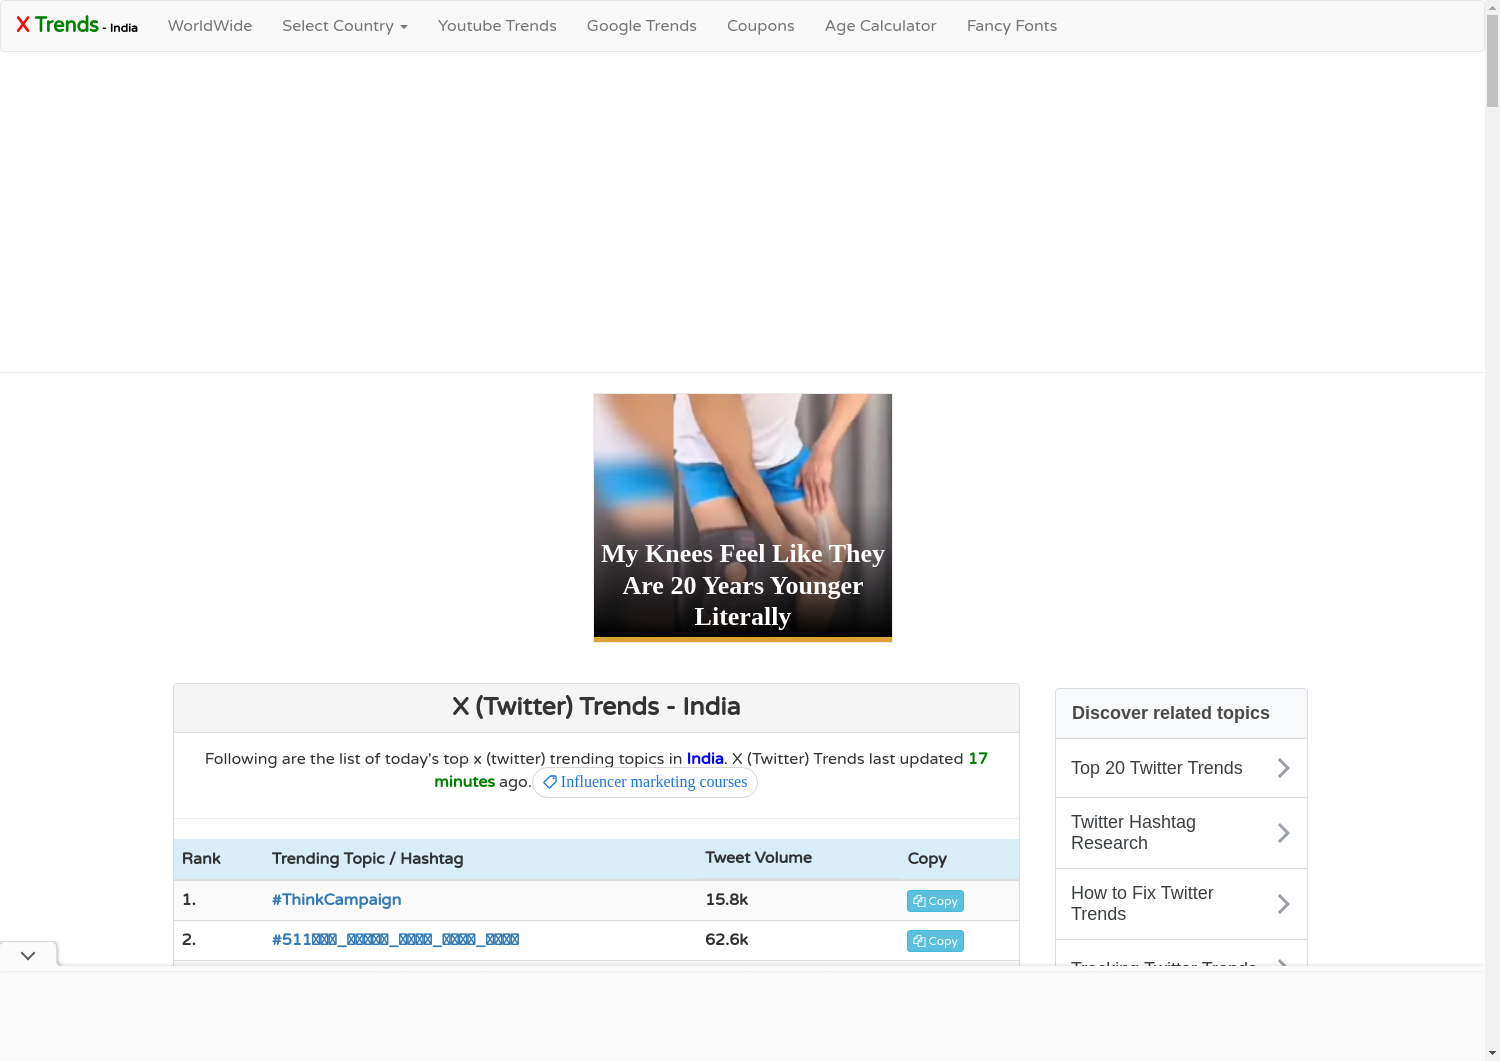 X Trends - India
WorldWide
Select Country
Youtube Trends
Google Trends
Coupons
Age Calculator
Fancy Fonts
My Knees Feel Like They
Are 20 Years Younger
Literally
X (Twitter) Trends - India
Following are the list of today's top x (twitter) trending topics in India. X (Twitter) Trends last updated 17
minutes ago. Influencer marketing courses
Rank Trending Topic / Hashtag Tweet Volume Copy
1. #ThinkCampaign 15.8k Copy
2. #511 62.6k Copy
Discover related topics
Top 20 Twitter Trends
Twitter Hashtag
Research
How to Fix Twitter
Trends
Tracking Twitter Trends